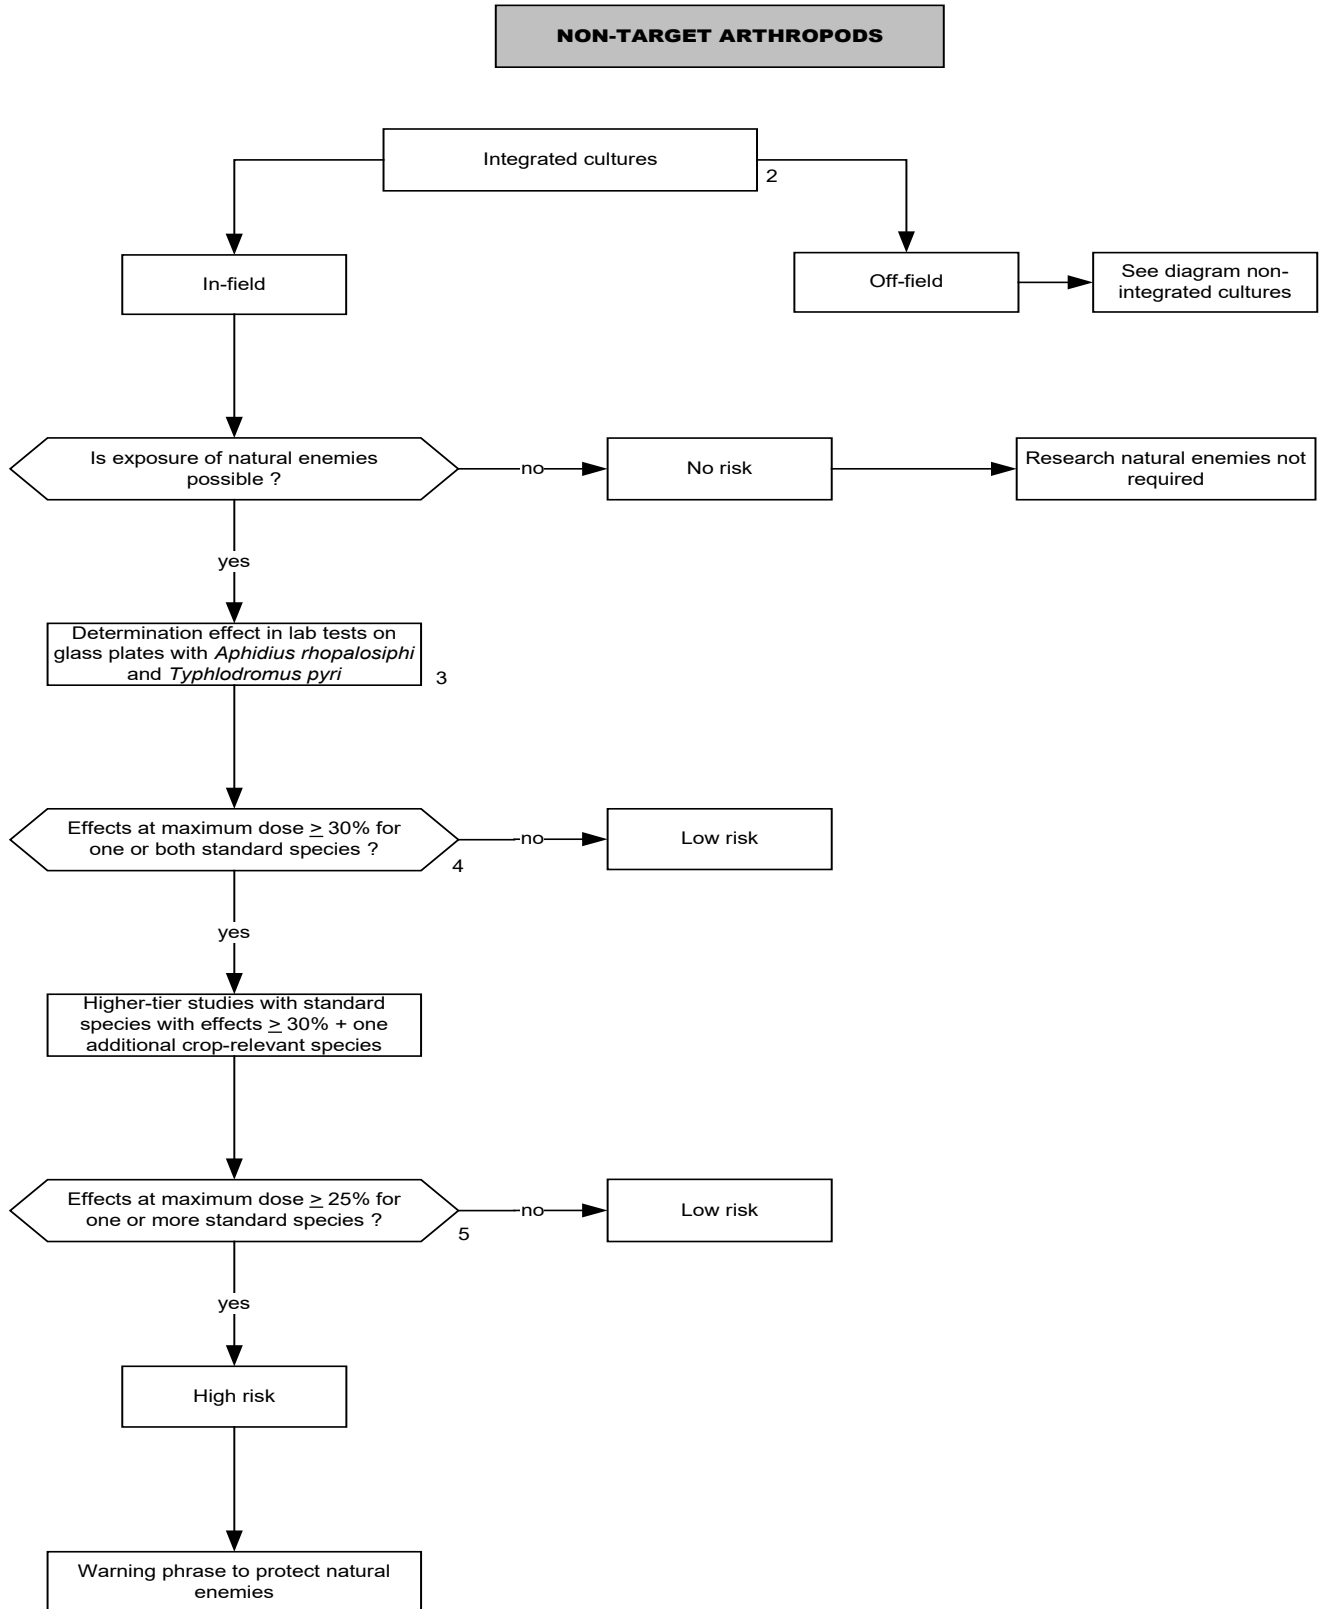 NON-TARGET ARTHROPODS
Integrated cultures
2
In-field
Off-field
See diagram non-
integrated cultures
Is exposure of natural enemies
possible ?
no
No risk
Research natural enemies not
required
yes
Determination effect in lab tests on
glass plates with Aphidius rhopalosiphi
and Typhlodromus pyri
3
Effects at maximum dose ≥ 30% for
one or both standard species ?
4
no
Low risk
yes
Higher-tier studies with standard
species with effects ≥ 30% + one
additional crop-relevant species
Effects at maximum dose ≥ 25% for
one or more standard species ?
5
no
Low risk
yes
High risk
Warning phrase to protect natural
enemies